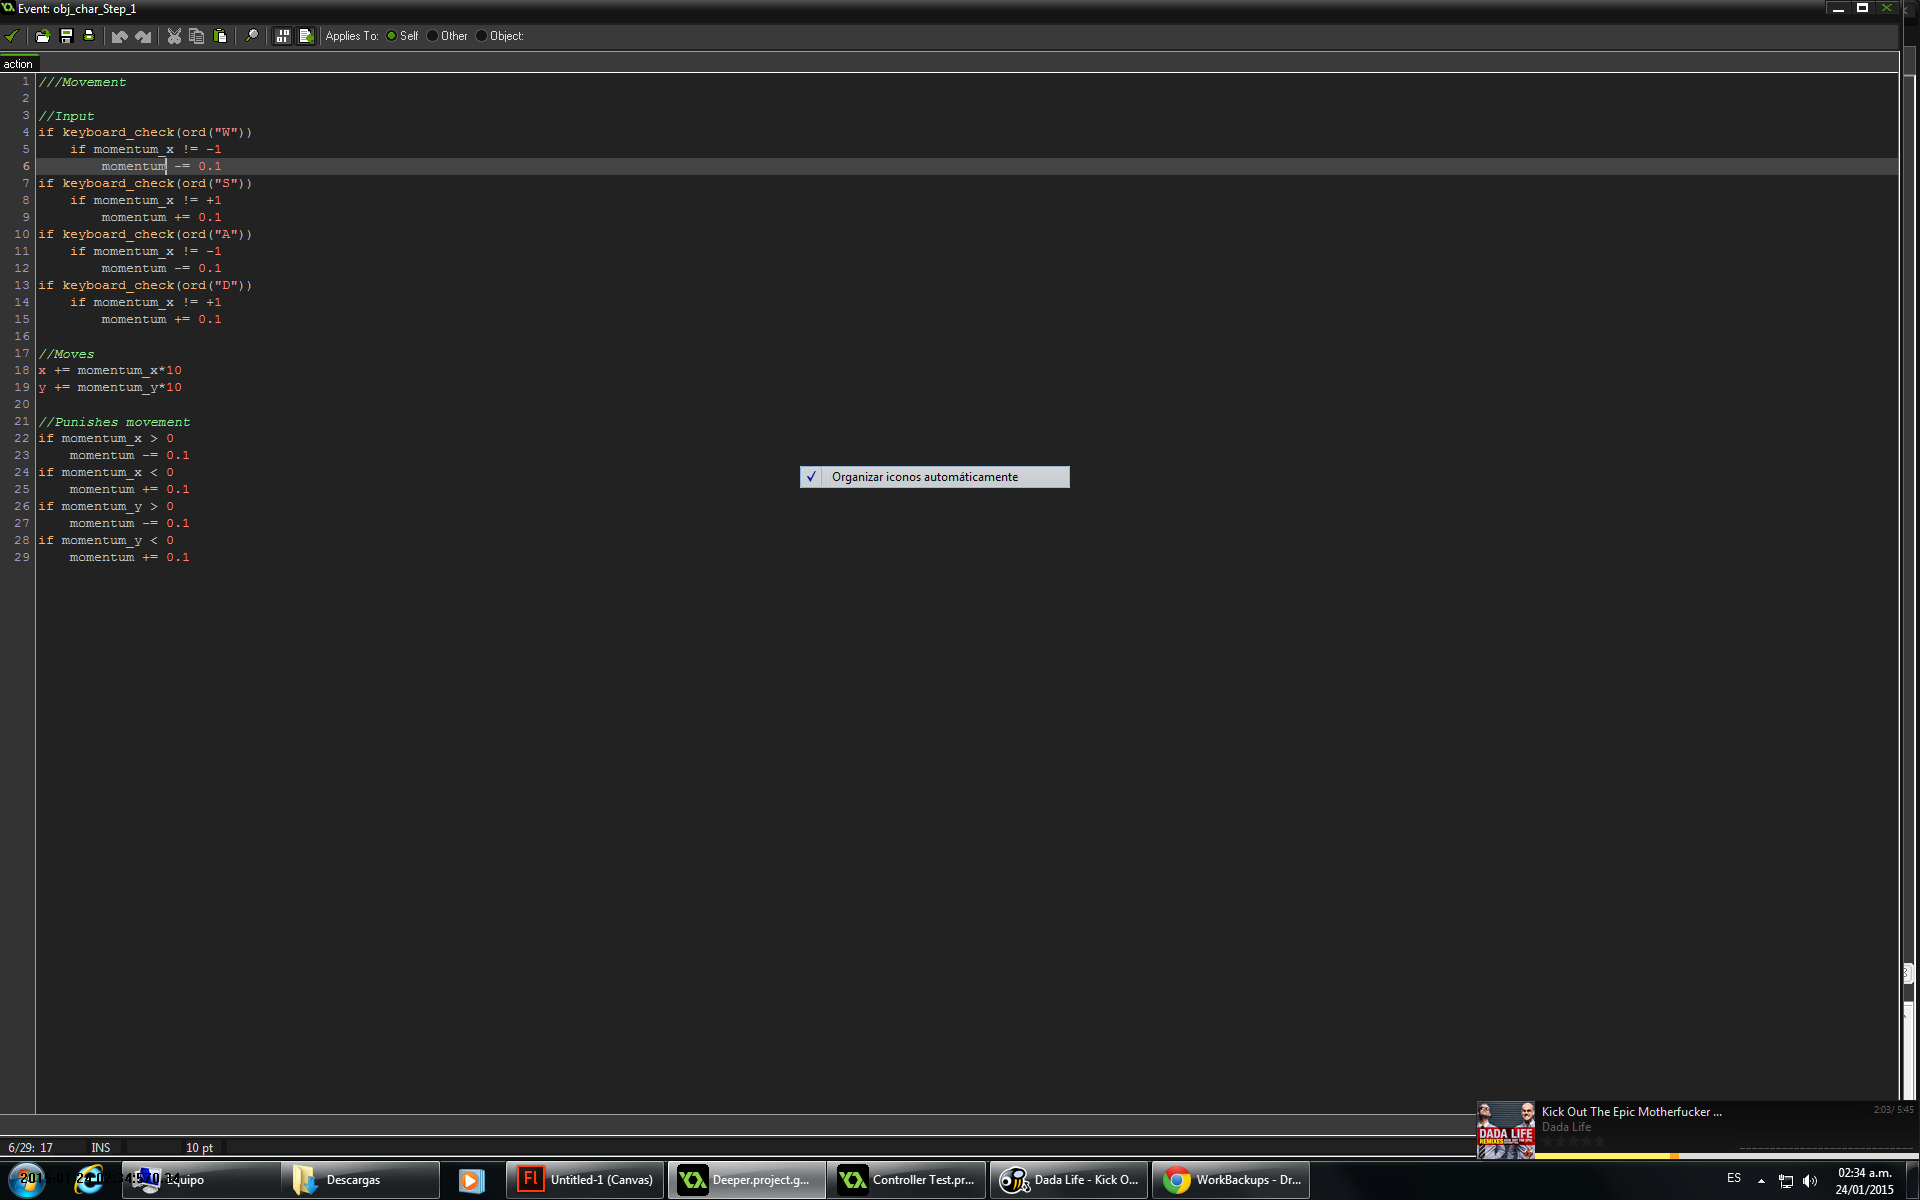 Event: obj_char_Step_1
Applies To: Self Other Object:
action
1 ///Movement
2
3 //Input
4 if keyboard_check(ord("W"))
5 if momentum_x != -1
6 momentum -= 0.1
7 if keyboard_check(ord("S"))
8 if momentum_x != +1
9 momentum += 0.1
10 if keyboard_check(ord("A"))
11 if momentum_x != -1
12 momentum -= 0.1
13 if keyboard_check(ord("D"))
14 if momentum_x != +1
15 momentum += 0.1
16
17 //Moves
18 x += momentum_x*10
19 y += momentum_y*10
20
21 //Punishes movement
22 if momentum_x > 0
23 momentum -= 0.1
24 if momentum_x < 0
25 momentum += 0.1
26 if momentum_y > 0
27 momentum -= 0.1
28 if momentum_y < 0
29 momentum += 0.1
✓ Organizar iconos automáticamente
Kick Out The Epic Motherfucker ... 2:03/ 5:45
Dada Life
DADA LIFE
REMIXES
6/29: 17 INS 10 pt
Equipo
Descargas
Fl Untitled-1 (Canvas)
Deeper.project.g...
Controller Test.pr...
Dada Life - Kick O...
WorkBackups - Dr...
ES
02:34 a.m.
24/01/2015